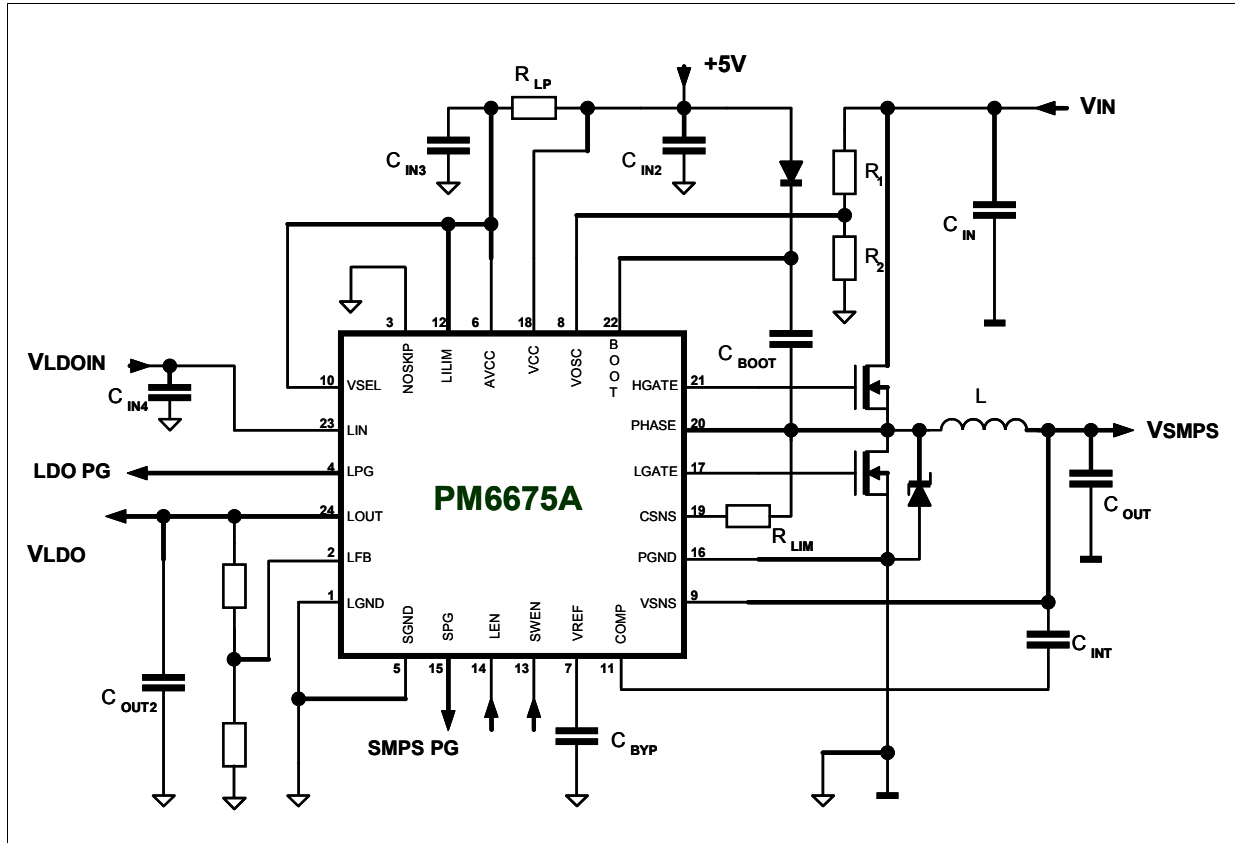 +5V
R LP
VIN
C IN3
C IN2
R1
C IN
R2
3
12
6
18
8
22
C BOOT
VLDOIN
NOSKIP
LILIM
AVCC
VCC
VOSC
BOOT
10
VSEL
HGATE
21
C IN4
L
23
LIN
PHASE
20
VSMPS
LDO PG
4
LPG
LGATE
17
PM6675A
C OUT
24
LOUT
CSNS
19
R LIM
VLDO
2
LFB
PGND
16
1
LGND
VSNS
9
SGND
SPG
LEN
SWEN
VREF
COMP
C INT
5
15
14
13
7
11
C OUT2
SMPS PG
C BYP